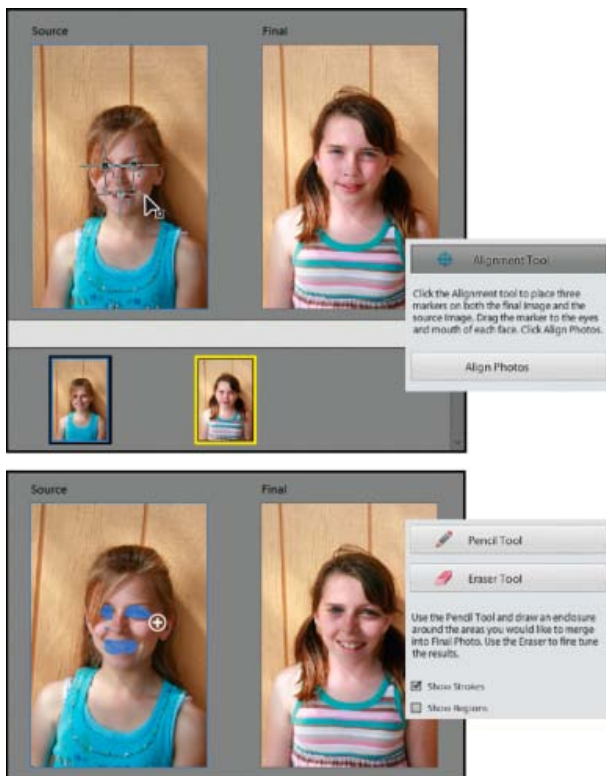 Source Final
Alignment Tool
Click the Alignment tool to place three
markers on both the final image and the
source image. Drag the marker to the eyes
and mouth of each face. Click Align Photos.
Align Photos
Source Final
Pencil Tool
Eraser Tool
Use the Pencil Tool and draw an enclosure
around the areas you would like to merge
into Final Photo. Use the Eraser to fine tune
the results.
Show Strokes
Show Regions